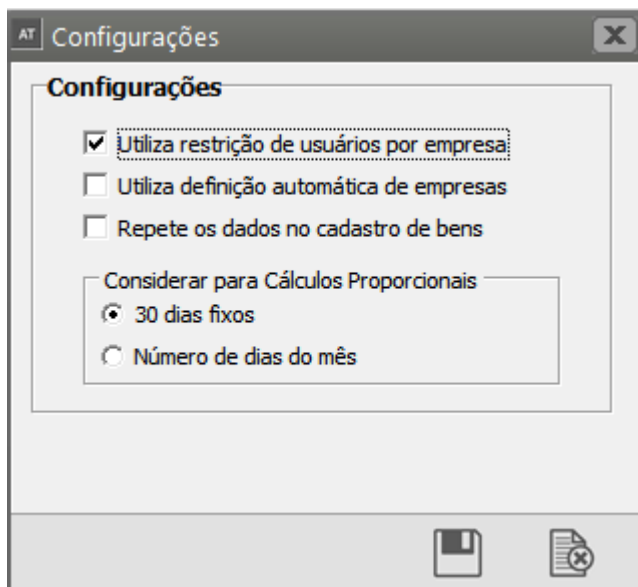 AT Configurações
Configurações
Utiliza restrição de usuários por empresa
Utiliza definição automática de empresas
Repete os dados no cadastro de bens
Considerar para Cálculos Proporcionais
30 dias fixos
Número de dias do mês